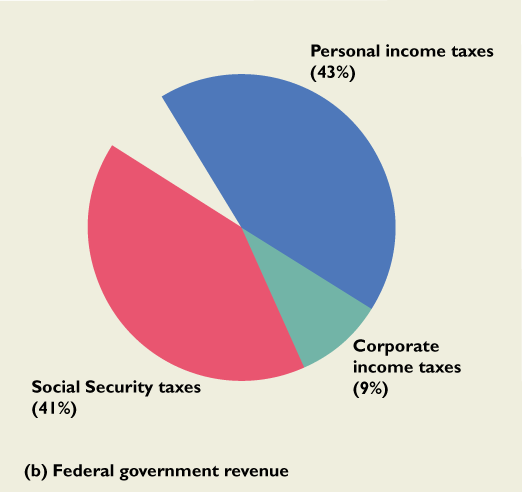 Personal income taxes
(43%)
Corporate
income taxes
(9%)
Social Security taxes
(41%)
(b) Federal government revenue